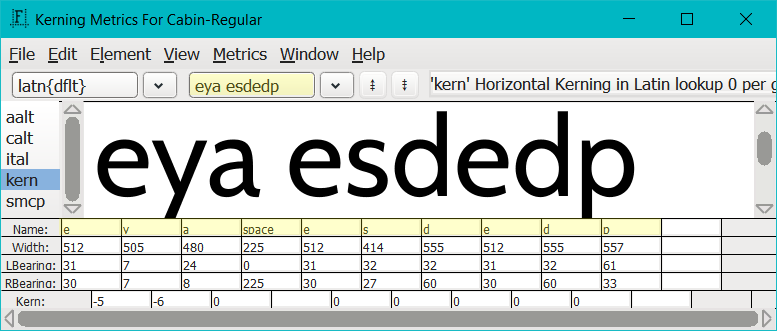 Kerning Metrics For Cabin-Regular
File Edit Element View Metrics Window Help
latn{dflt} eya esdedp 'kern' Horizontal Kerning in Latin lookup 0 per g
aalt
calt
ital
kern
smcp
eya esdedp
Name: e y a space e s d e d p
Width: 512 505 480 225 512 414 555 512 555 557
LBearing: 31 7 24 0 31 32 32 31 32 61
RBearing: 30 7 8 225 30 27 60 30 60 33
Kern: -5 -6 0 0 0 0 0 0